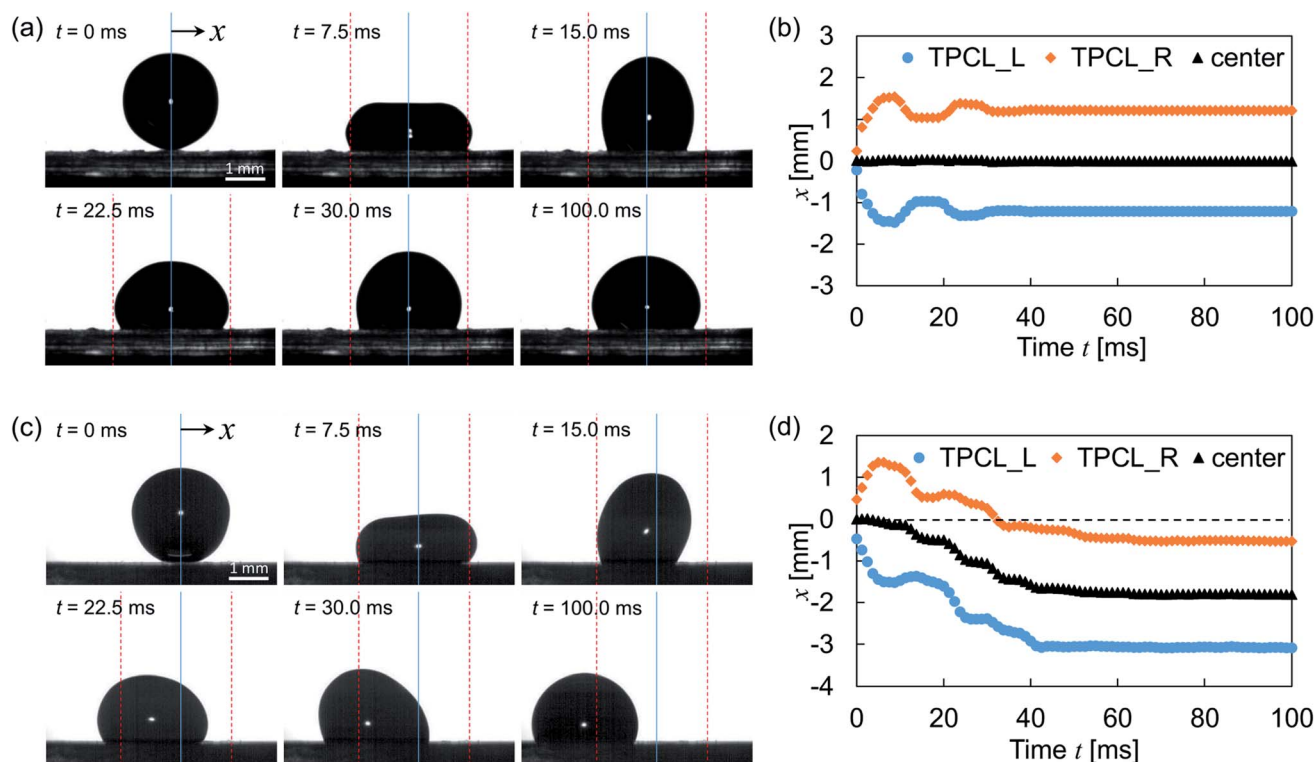 (a)
t = 0 ms
x
t = 7.5 ms
t = 15.0 ms
1 mm
t = 22.5 ms
t = 30.0 ms
t = 100.0 ms
(b)
TPCL_L TPCL_R center
3
2
1
0
-1
-2
-3
x [mm]
0 20 40 60 80 100
Time t [ms]
(c)
t = 0 ms
x
t = 7.5 ms
t = 15.0 ms
1 mm
t = 22.5 ms
t = 30.0 ms
t = 100.0 ms
(d)
TPCL_L TPCL_R center
2
1
0
-1
-2
-3
-4
x [mm]
0 20 40 60 80 100
Time t [ms]